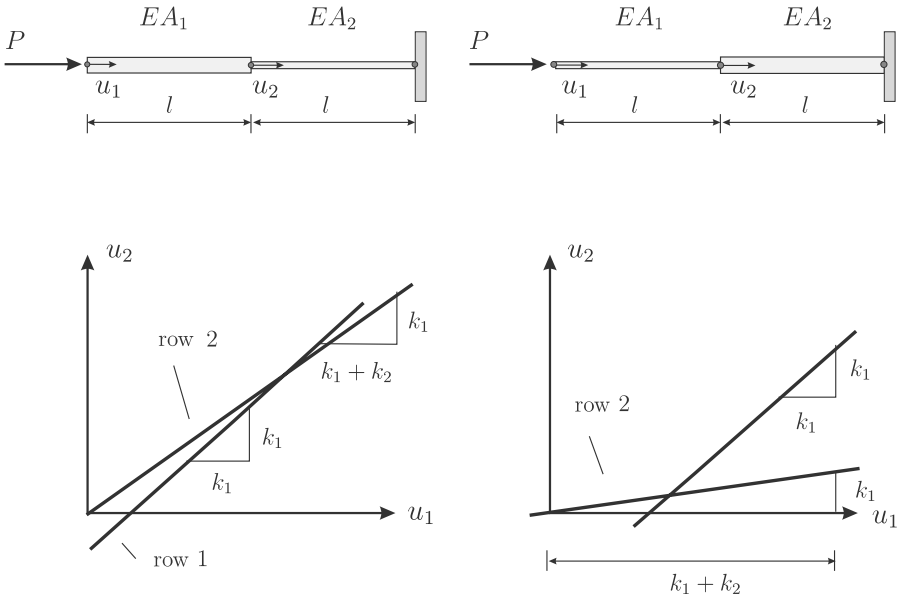 EA₁ EA₂
P
u₁ u₂
l l
EA₁ EA₂
P
u₁ u₂
l l
u₂
row 2
k₁
k₁ + k₂
k₁
k₁
u₁
row 1
u₂
k₁
k₁
row 2
k₁
u₁
k₁ + k₂